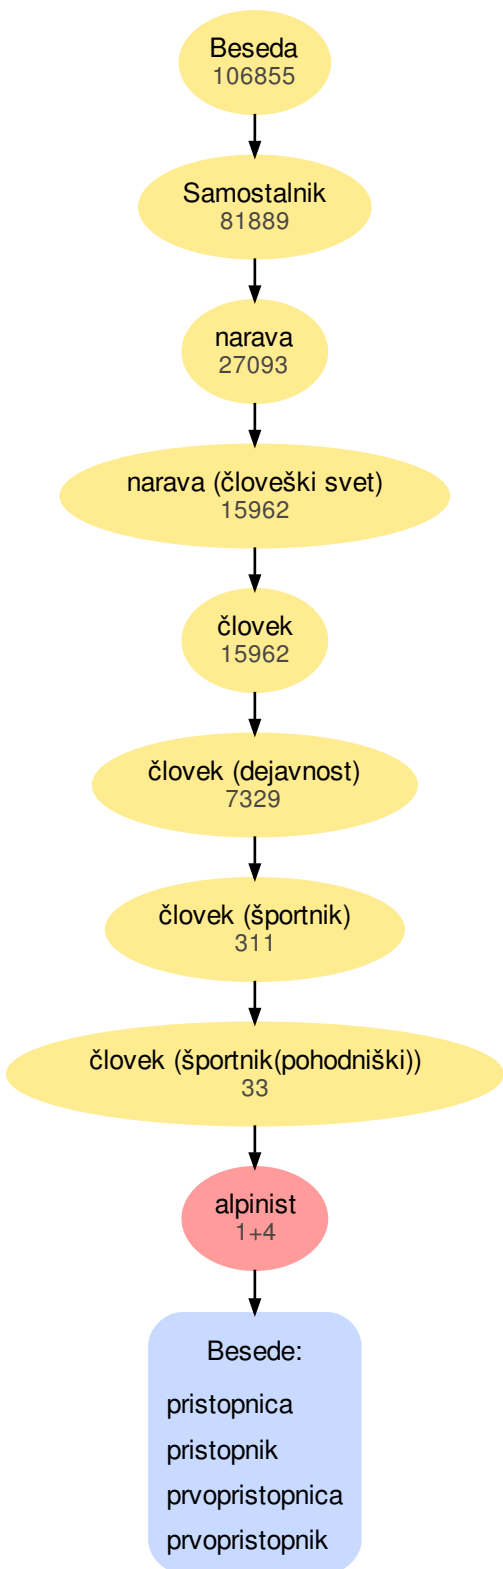 Beseda
106855
Samostalnik
81889
narava
27093
narava (človeški svet)
15962
človek
15962
človek (dejavnost)
7329
človek (športnik)
311
človek (športnik(pohodniški))
33
alpinist
1+4
Besede:
pristopnica
pristopnik
prvopristopnica
prvopristopnik